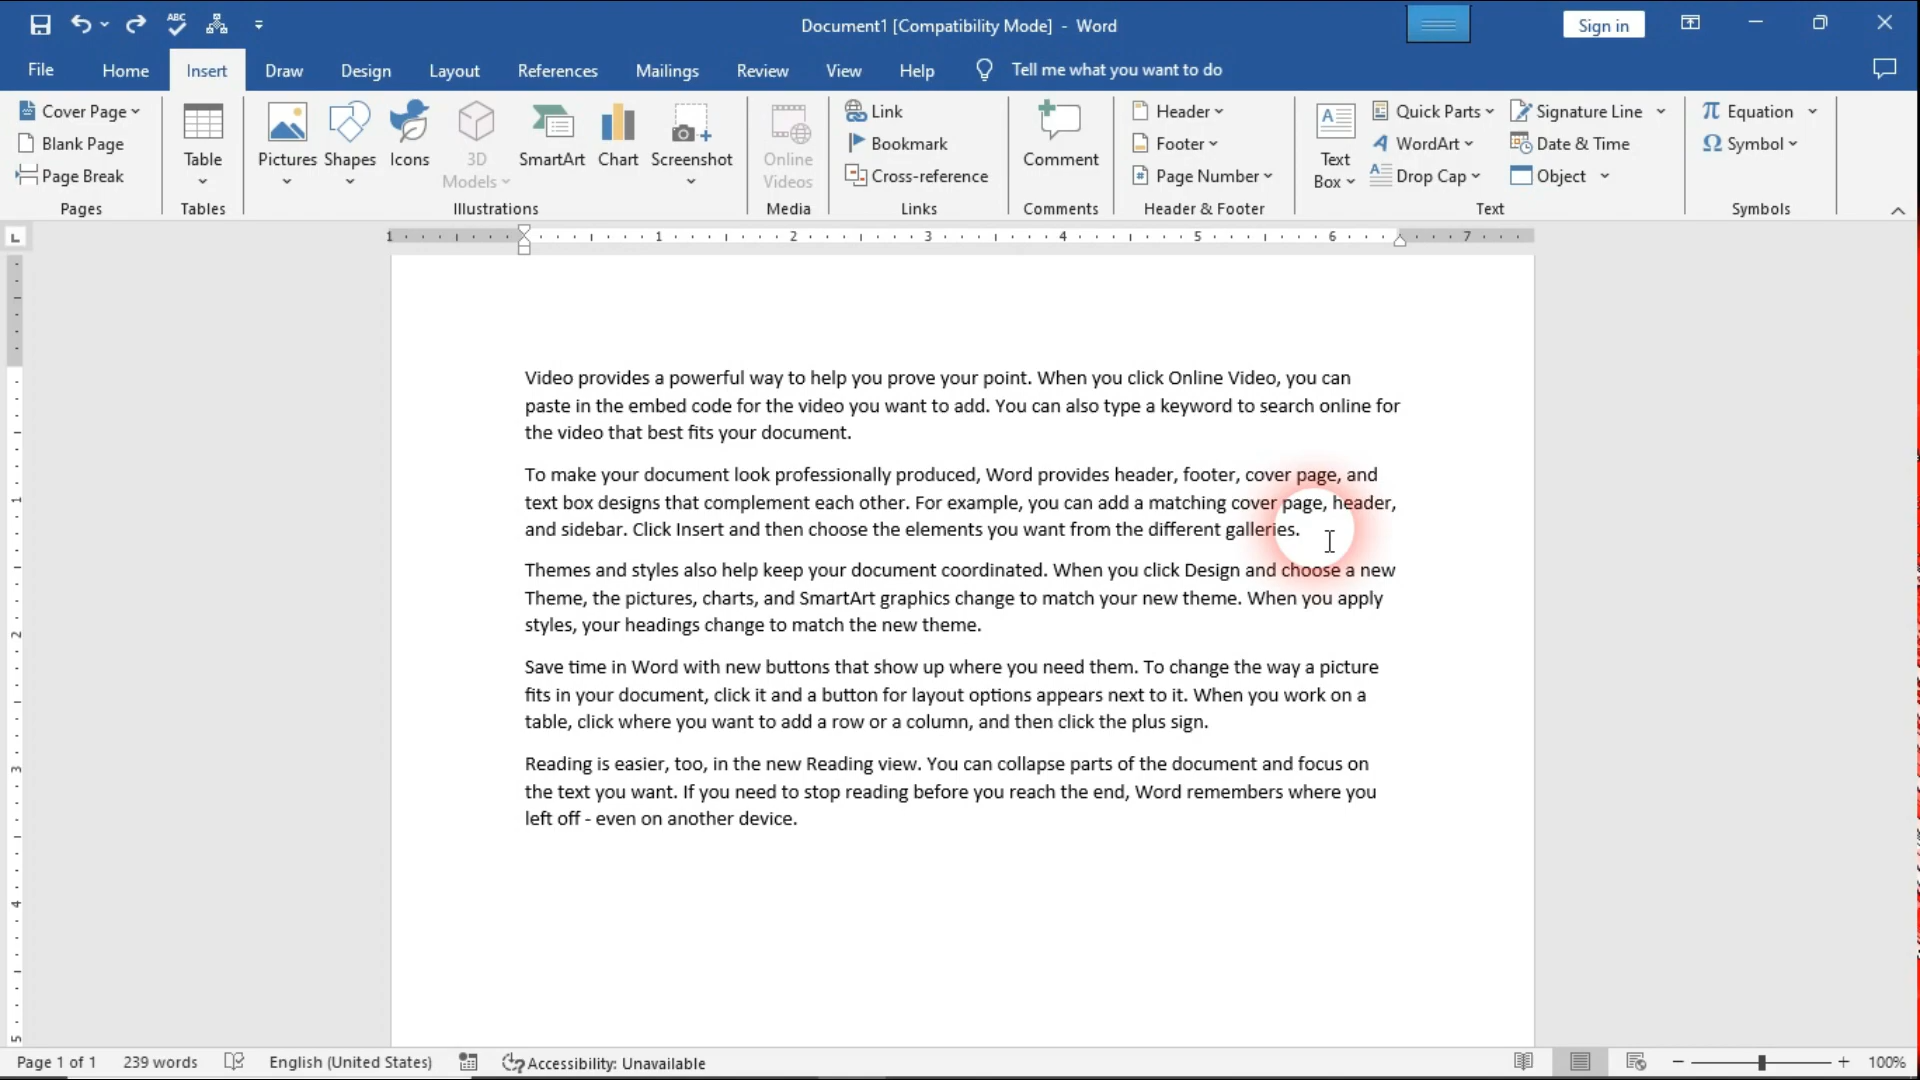 Document1 [Compatibility Mode] - Word
Sign in
File Home Insert Draw Design Layout References Mailings Review View Help Tell me what you want to do
Cover Page
Blank Page
Page Break
Pages
Table
Tables
Pictures Shapes Icons 3D Models SmartArt Chart Screenshot
Illustrations
Online Videos
Media
Link
Bookmark
Cross-reference
Links
Comment
Comments
Header
Footer
Page Number
Header & Footer
Text Box
Quick Parts
WordArt
Drop Cap
Signature Line
Date & Time
Object
Text
Equation
Symbol
Symbols
1 1 2 3 4 5 6 7
Video provides a powerful way to help you prove your point. When you click Online Video, you can
paste in the embed code for the video you want to add. You can also type a keyword to search online for
the video that best fits your document.
To make your document look professionally produced, Word provides header, footer, cover page, and
text box designs that complement each other. For example, you can add a matching cover page, header,
and sidebar. Click Insert and then choose the elements you want from the different galleries.
Themes and styles also help keep your document coordinated. When you click Design and choose a new
Theme, the pictures, charts, and SmartArt graphics change to match your new theme. When you apply
styles, your headings change to match the new theme.
Save time in Word with new buttons that show up where you need them. To change the way a picture
fits in your document, click it and a button for layout options appears next to it. When you work on a
table, click where you want to add a row or a column, and then click the plus sign.
Reading is easier, too, in the new Reading view. You can collapse parts of the document and focus on
the text you want. If you need to stop reading before you reach the end, Word remembers where you
left off - even on another device.
1
2
3
4
5
Page 1 of 1 239 words English (United States) Accessibility: Unavailable 100%